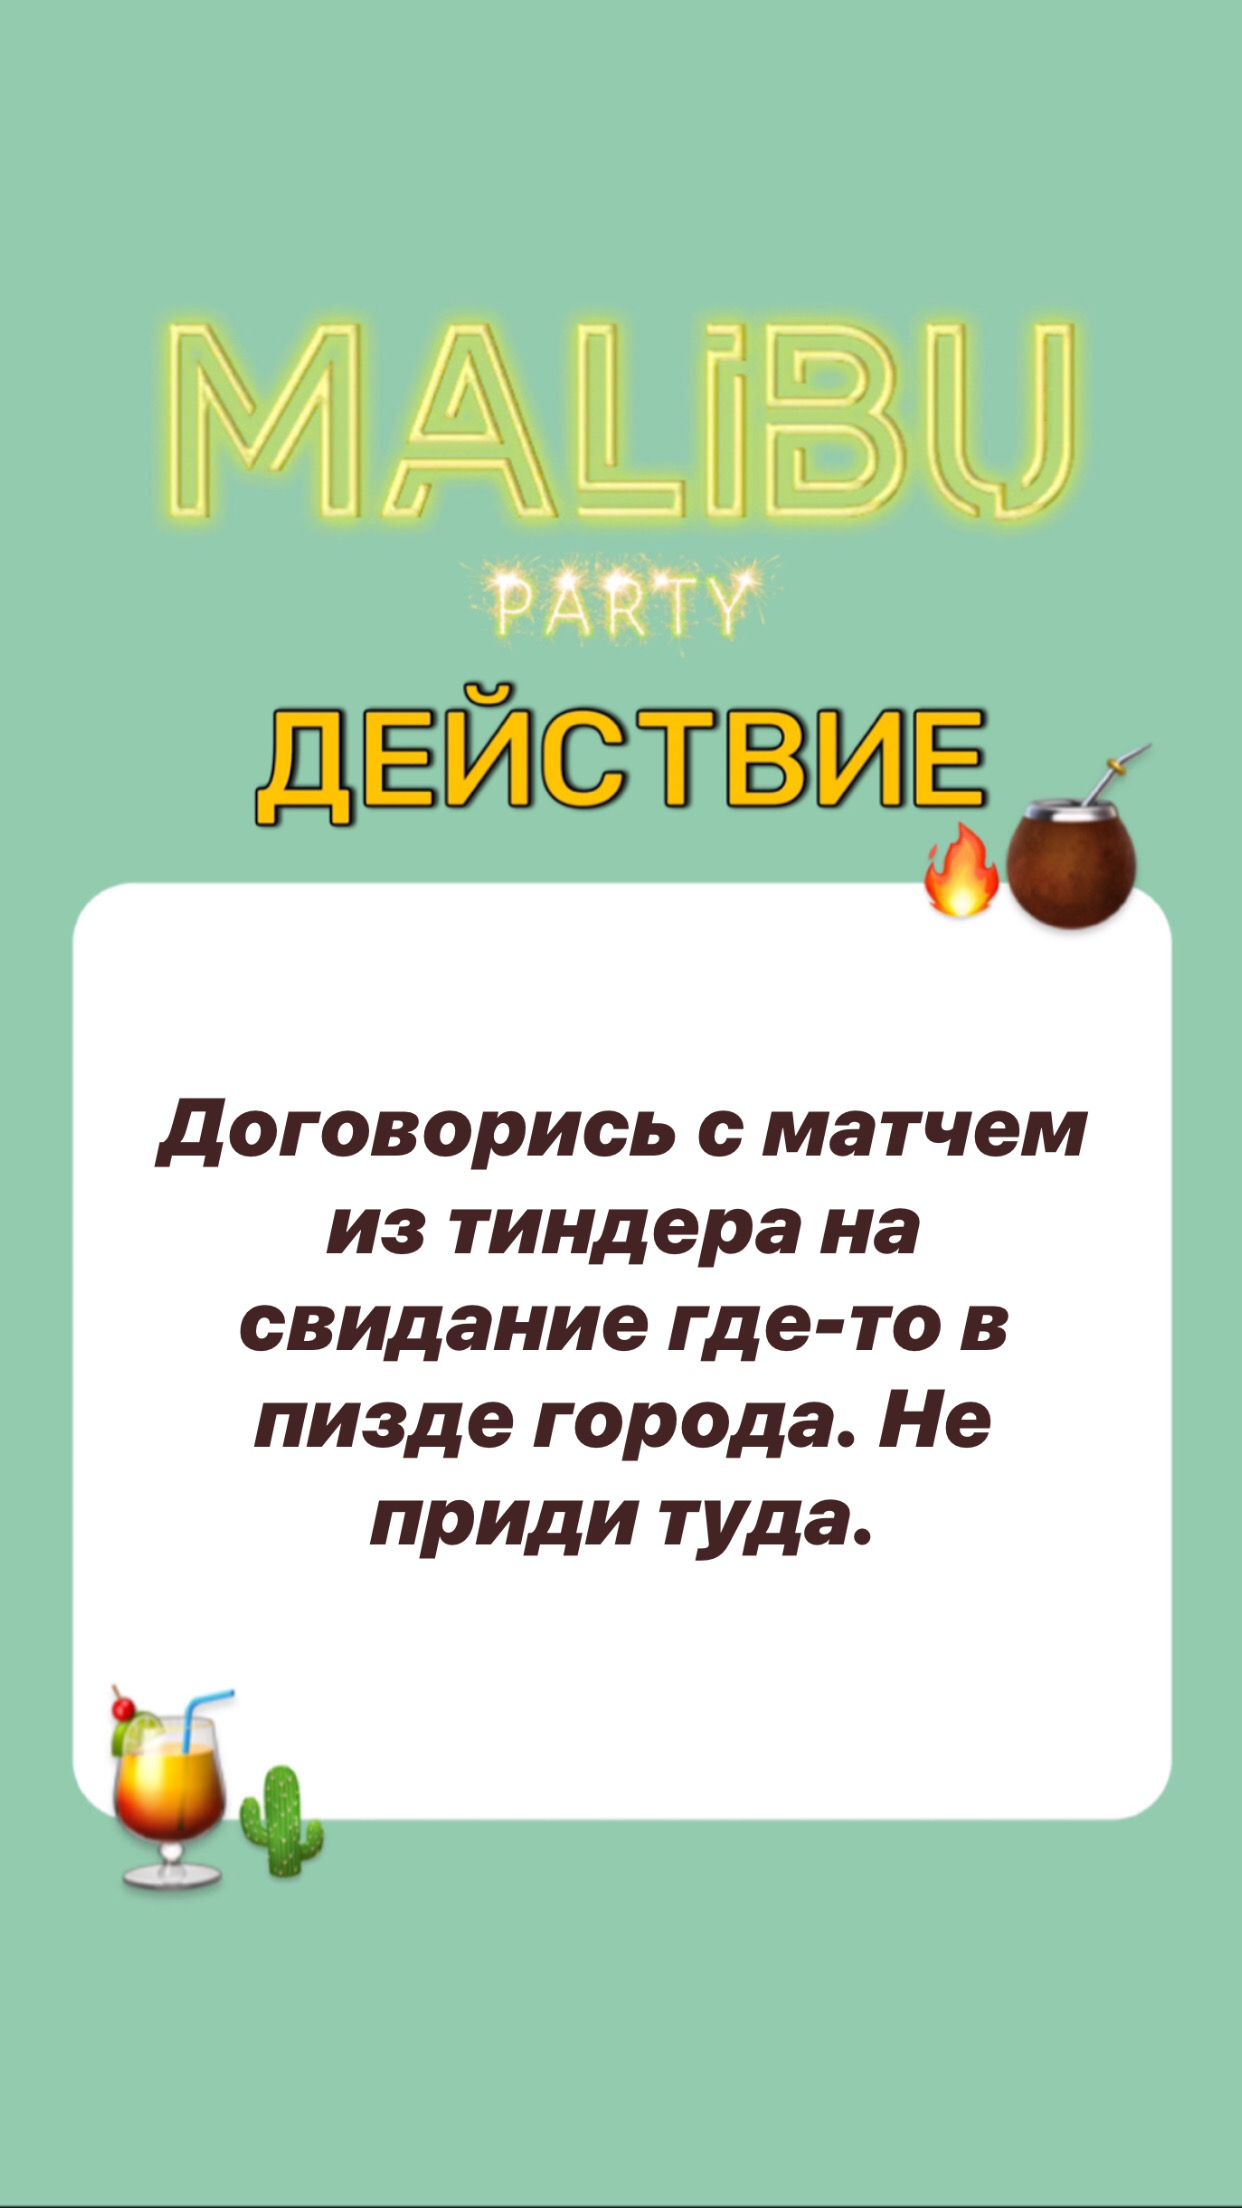 MALiBU
PARTY
ДЕЙСТВИЕ
Договорись с матчем
из тиндера на
свидание где-то в
пизде города. Не
приди туда.